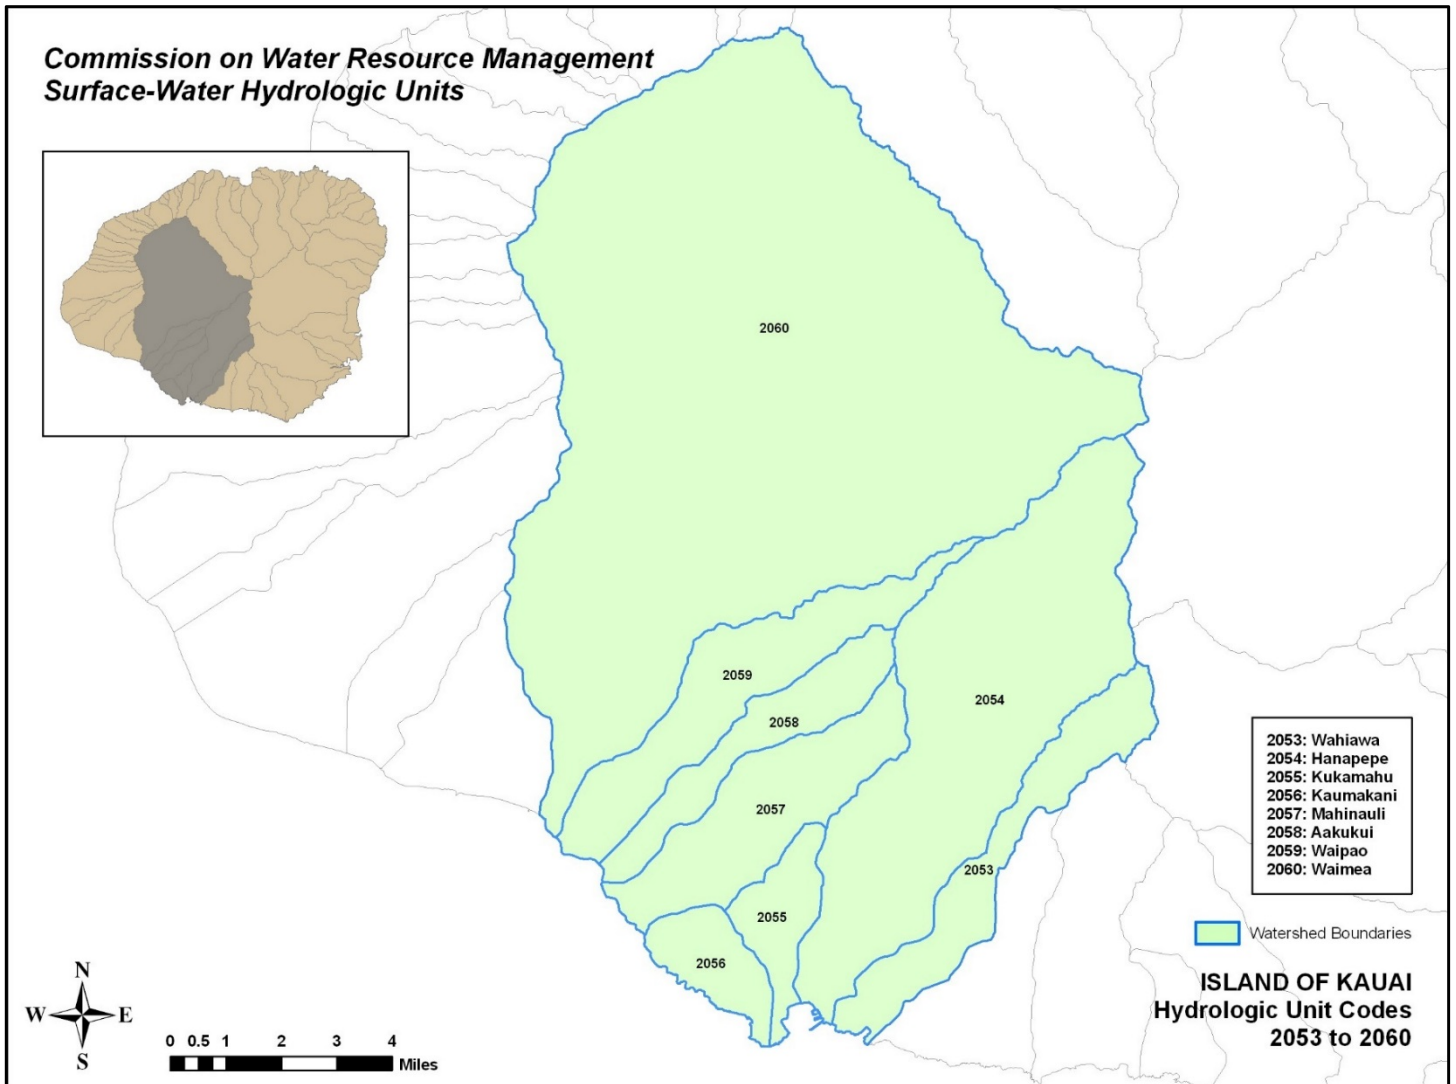 Commission on Water Resource Management
Surface-Water Hydrologic Units
2060
2059
2058
2054
2057
2053
2055
2056
2053: Wahiawa
2054: Hanapepe
2055: Kukamahu
2056: Kaumakani
2057: Mahinauli
2058: Aakukui
2059: Waipao
2060: Waimea
Watershed Boundaries
ISLAND OF KAUAI
Hydrologic Unit Codes
2053 to 2060
N
W E
S
0 0.5 1 2 3 4
Miles